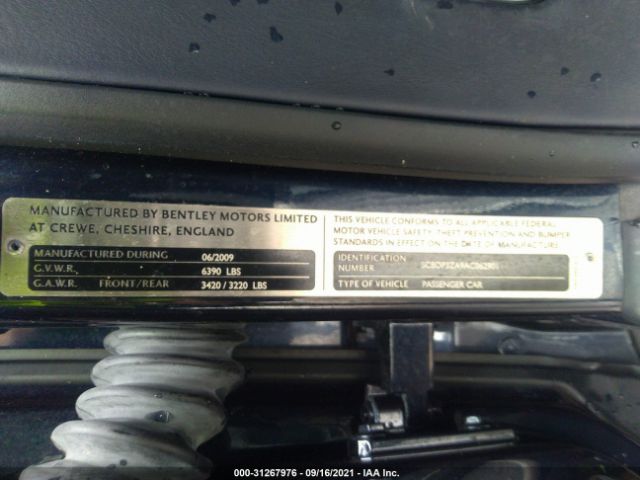 MANUFACTURED BY BENTLEY MOTORS LIMITED
AT CREWE, CHESHIRE, ENGLAND
MANUFACTURED DURING 06/2009
G.V.W.R. 6390 LBS
G.A.W.R. FRONT/REAR 3420 / 3220 LBS
THIS VEHICLE CONFORMS TO ALL APPLICABLE FEDERAL
MOTOR VEHICLE SAFETY, THEFT PREVENTION AND BUMPER
STANDARDS IN EFFECT ON THE DATE OF MANUFACTURE.
IDENTIFICATION
NUMBER
TYPE OF VEHICLE PASSENGER CAR
000-31267976 - 09/16/2021 - IAA Inc.